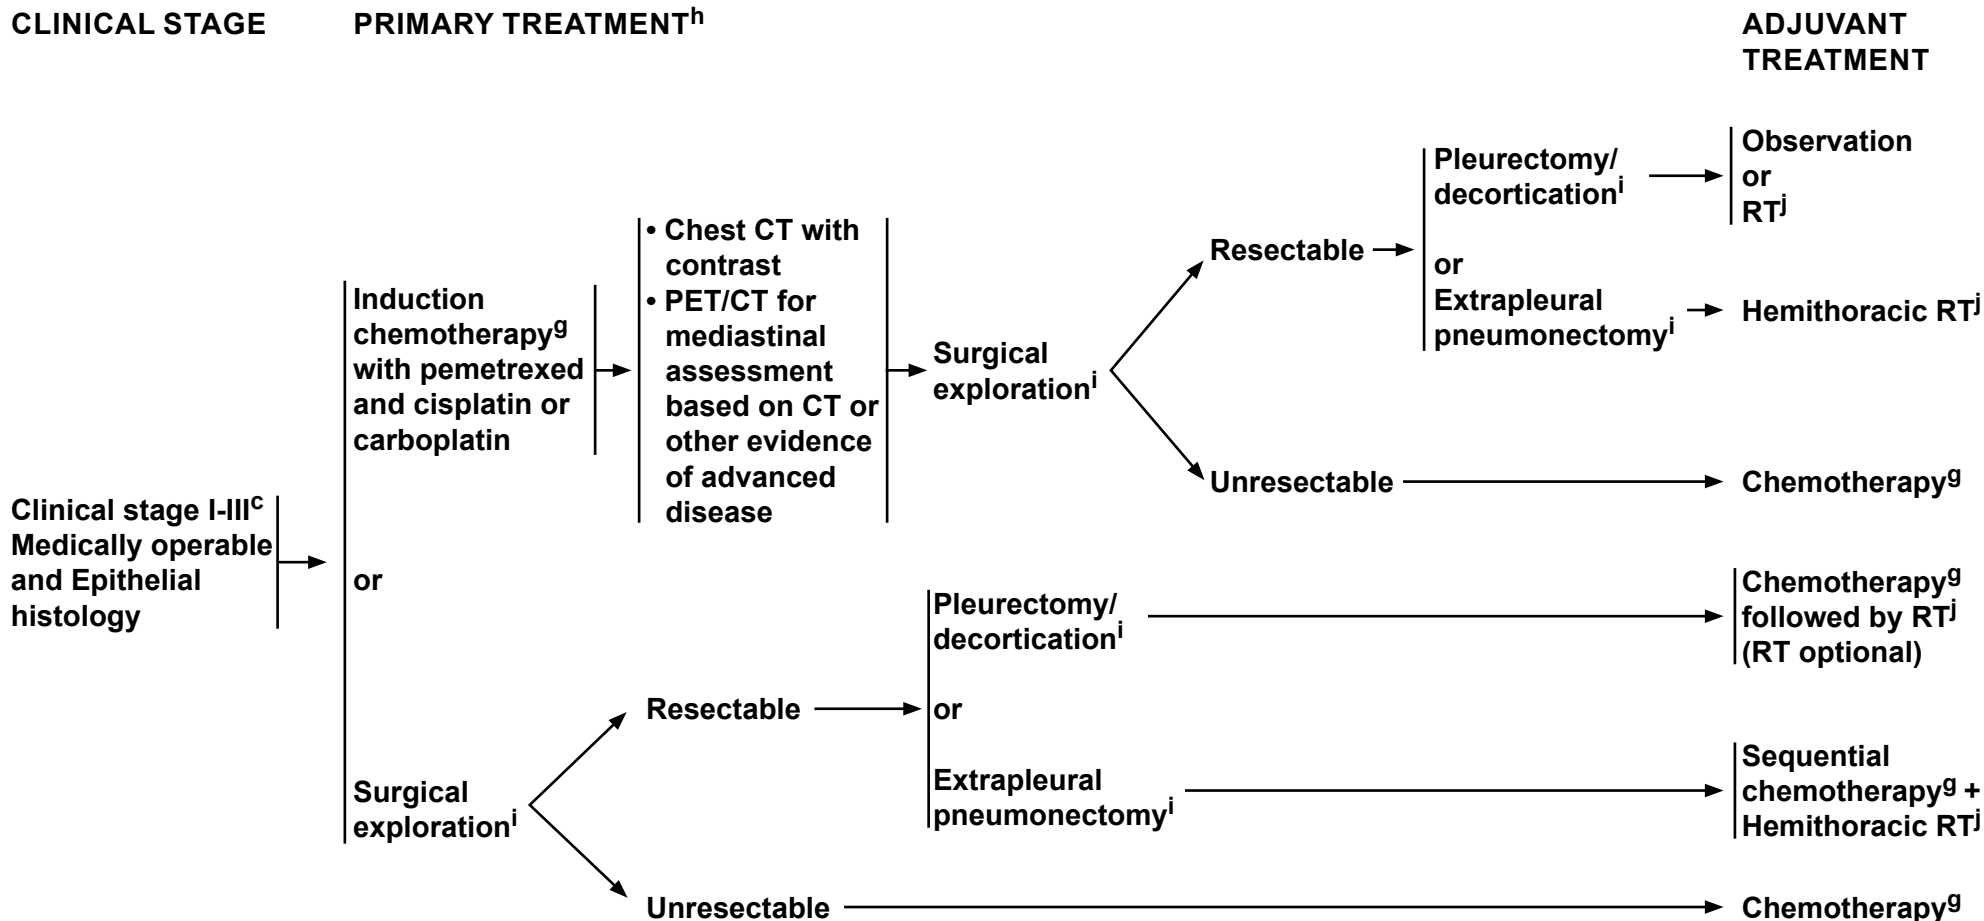 CLINICAL STAGE
PRIMARY TREATMENTʰ
ADJUVANT
TREATMENT
Clinical stage I-IIIᶜ
Medically operable
and Epithelial
histology
Induction
chemotherapyᵍ
with pemetrexed
and cisplatin or
carboplatin
or
Surgical
explorationⁱ
• Chest CT with
contrast
• PET/CT for
mediastinal
assessment
based on CT or
other evidence
of advanced
disease
Surgical
explorationⁱ
Resectable
Pleurectomy/
decorticationⁱ
or
Extrapleural
pneumonectomyⁱ
Observation
or
RTʲ
Hemithoracic RTʲ
Unresectable
Chemotherapyᵍ
Resectable
Pleurectomy/
decorticationⁱ
or
Extrapleural
pneumonectomyⁱ
Chemotherapyᵍ
followed by RTʲ
(RT optional)
Sequential
chemotherapyᵍ +
Hemithoracic RTʲ
Unresectable
Chemotherapyᵍ